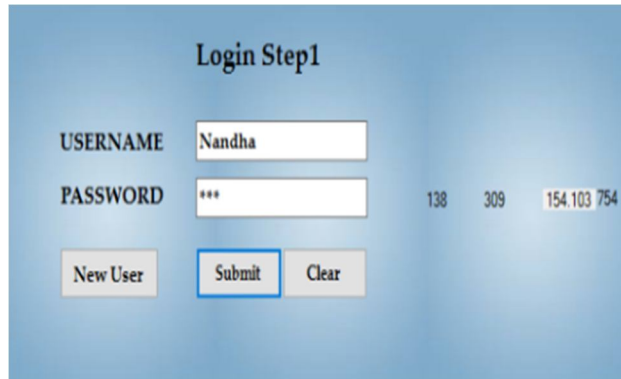 Login Step1
USERNAME Nandha
PASSWORD *** 138 309 154.103 754
New User Submit Clear